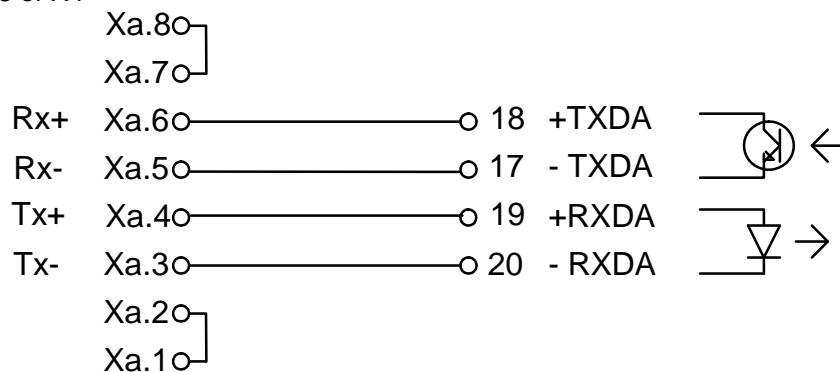 Xa.8
Xa.7
Rx+ Xa.6 18 +TXDA
Rx- Xa.5 17 - TXDA
Tx+ Xa.4 19 +RXDA
Tx- Xa.3 20 - RXDA
Xa.2
Xa.1